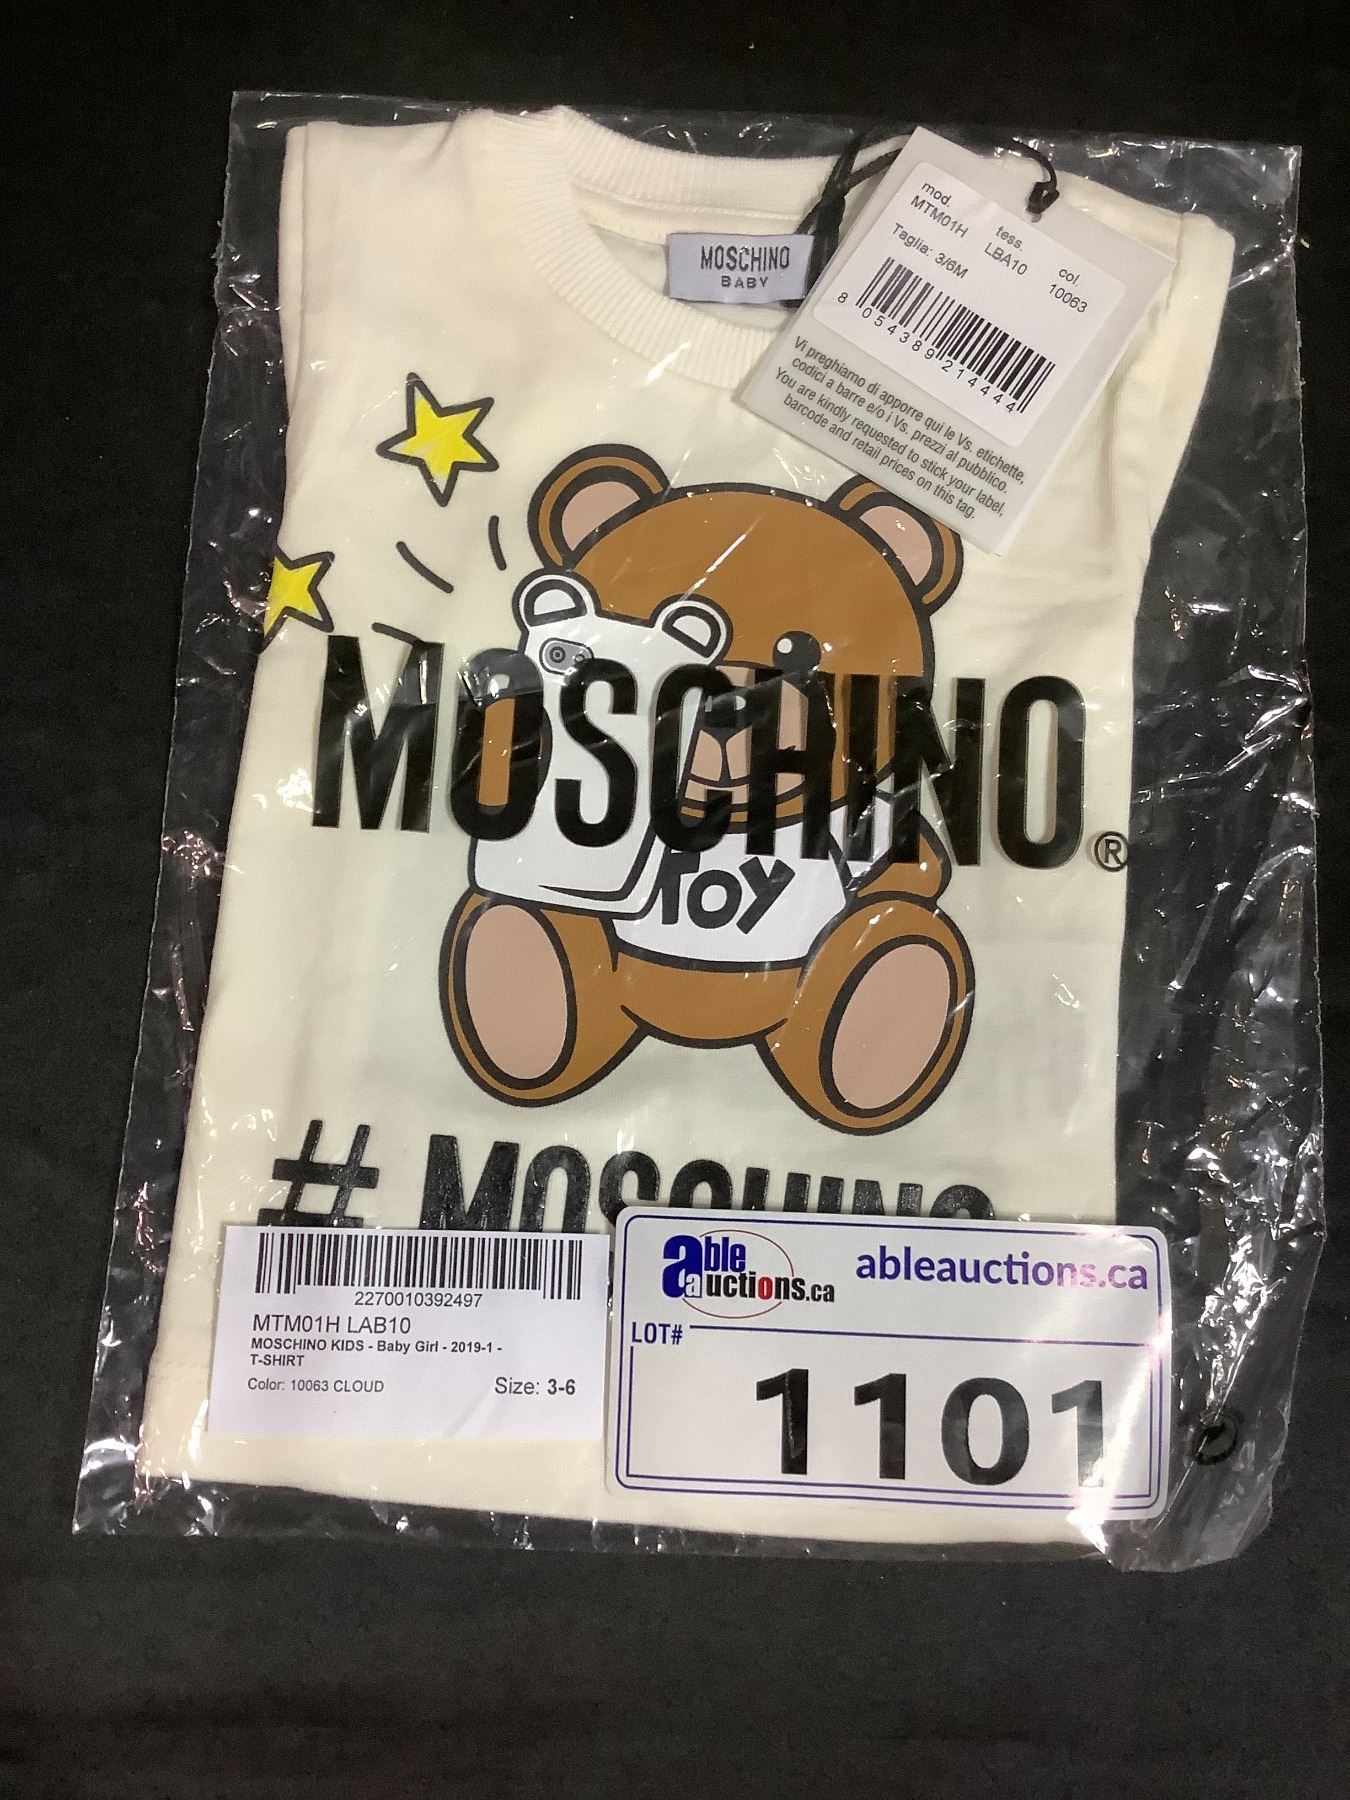 MOSCHINO
BABY
mod.
MTM01H
tess.
LBA10
col.
10063
Taglia: 3/6M
8 054389 214444
Vi preghiamo di apporre qui le Vs. etichette,
codici a barre e/o i Vs. prezzi al pubblico.
You are kindly requested to stick your label,
barcode and retail prices on this tag.
MOSCHINO®
Toy
# MOSCHINO
2270010392497
MTM01H LAB10
MOSCHINO KIDS - Baby Girl - 2019-1 -
T-SHIRT
Color: 10063 CLOUD
Size: 3-6
able
auctions.ca
ableauctions.ca
LOT#
1101